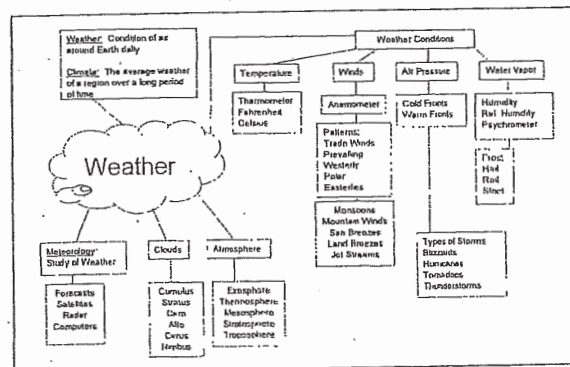 Weather: Condition of air
around Earth daily
Climate: The average weather
of a region over a long period
of time
Weather Conditions
Temperature
Winds
Air Pressure
Water Vapor
Thermometer
Fahrenheit
Celsius
Anemometer
Cold Fronts
Warm Fronts
Humidity
Rel. Humidity
Psychrometer
Patterns:
Trade Winds
Prevailing
Westerly
Polar
Easterlies
Frost
Hail
Sleet
Weather
Monsoons
Mountain Winds
Sea Breezes
Land Breezes
Jet Streams
Meteorology:
Study of Weather
Clouds
Atmosphere
Types of Storms
Blizzards
Hurricanes
Tornadoes
Thunderstorms
Forecasts
Satellites
Radar
Computers
Cumulus
Stratus
Alto
Cirrus
Nimbus
Exosphere
Thermosphere
Mesosphere
Stratosphere
Troposphere